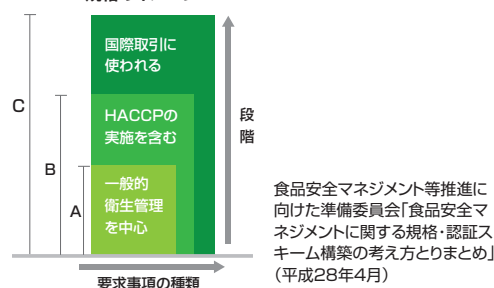 国際取引に
使われる
HACCPの
実施を含む
一般的
衛生管理
を中心
C
B
A
段
階
要求事項の種類
食品安全マネジメント等推進に
向けた準備委員会「食品安全マ
ネジメントに関する規格・認証ス
キーム構築の考え方とりまとめ」
（平成28年4月）